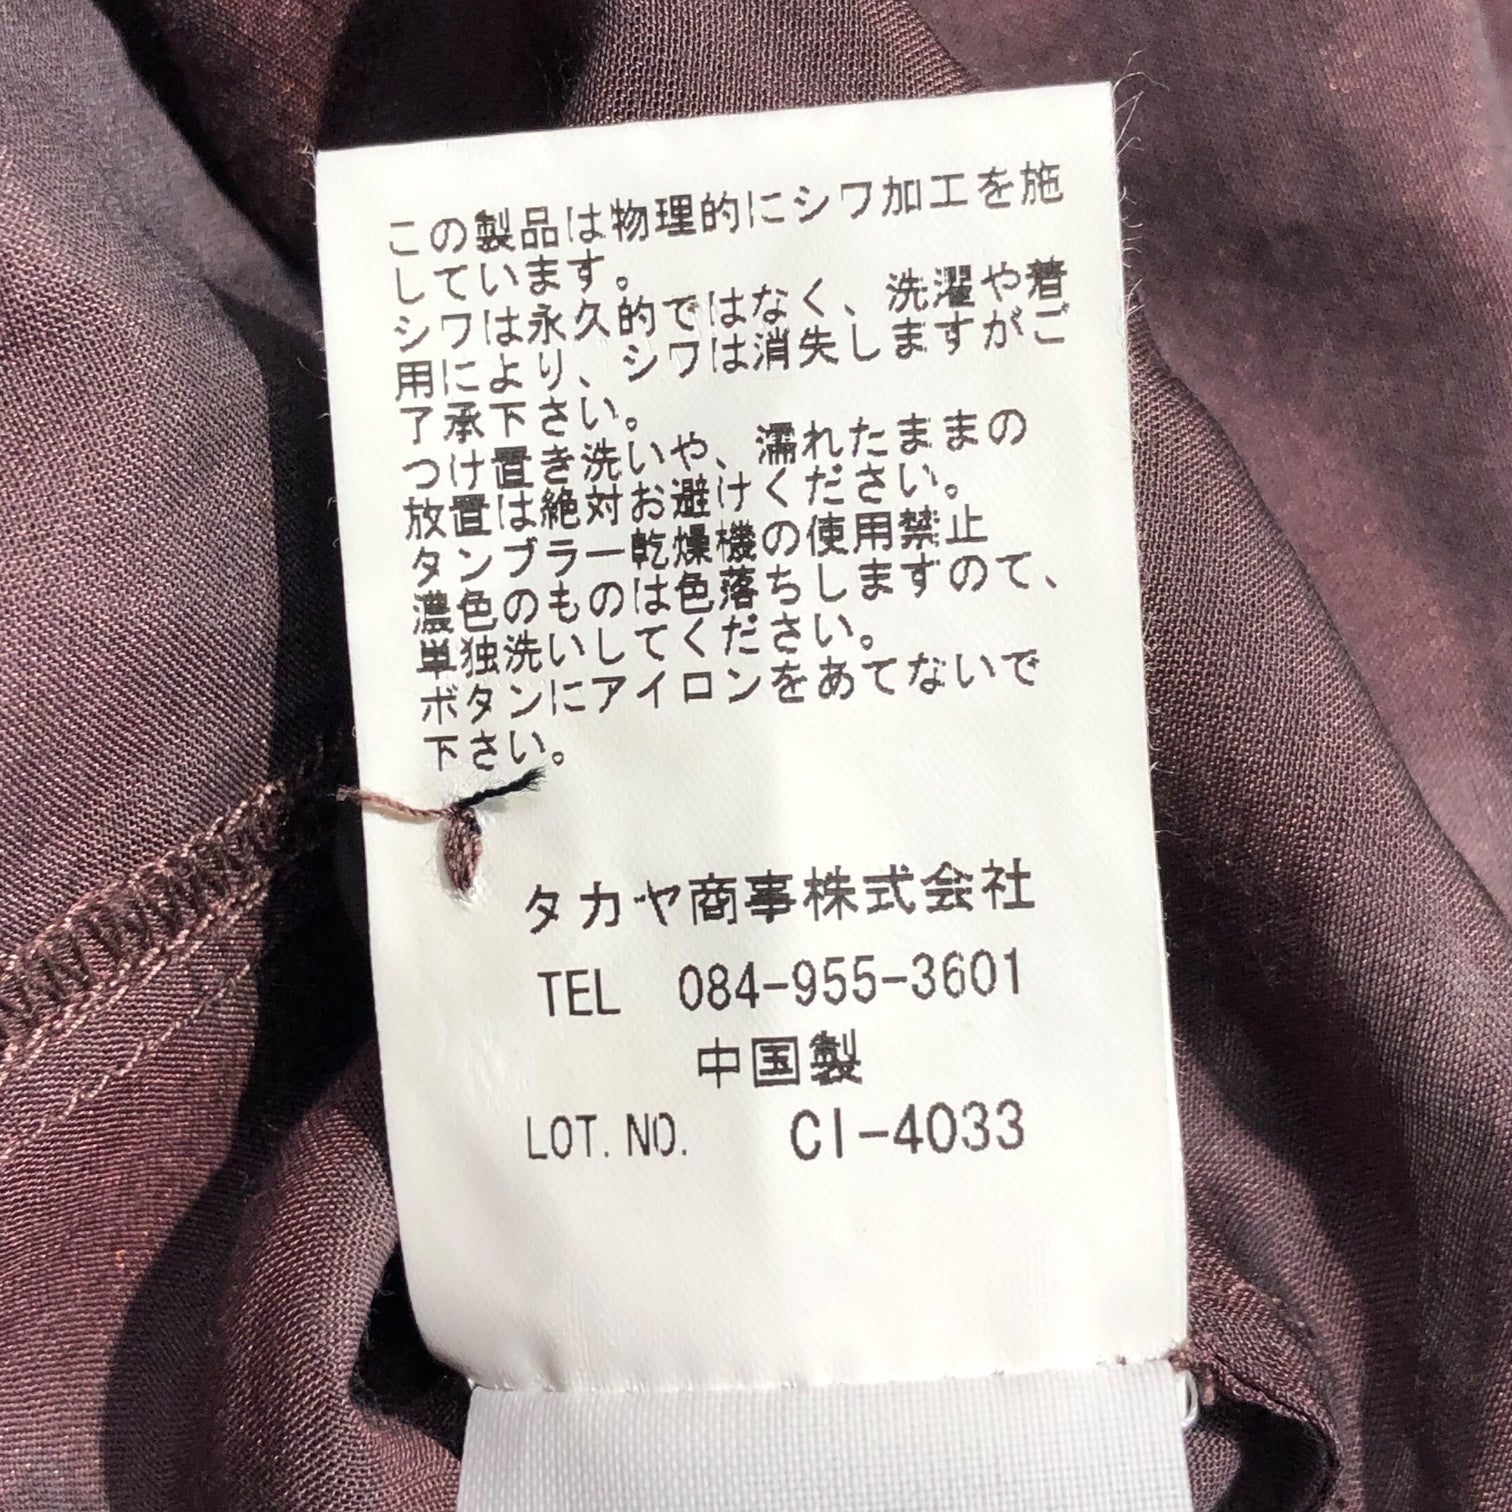 この製品は物理的にシワ加工を施
しています。
シワは永久的ではなく、洗濯や着
用により、シワは消失しますがご
了承下さい。
つけ置き洗いや、濡れたままの
放置は絶対お避けください。
タンブラー乾燥機の使用禁止
濃色のものは色落ちしますので、
単独洗いしてください。
ボタンにアイロンをあてないで
下さい。
タカヤ商事株式会社
TEL 084-955-3601
中国製
LOT. NO. CI-4033